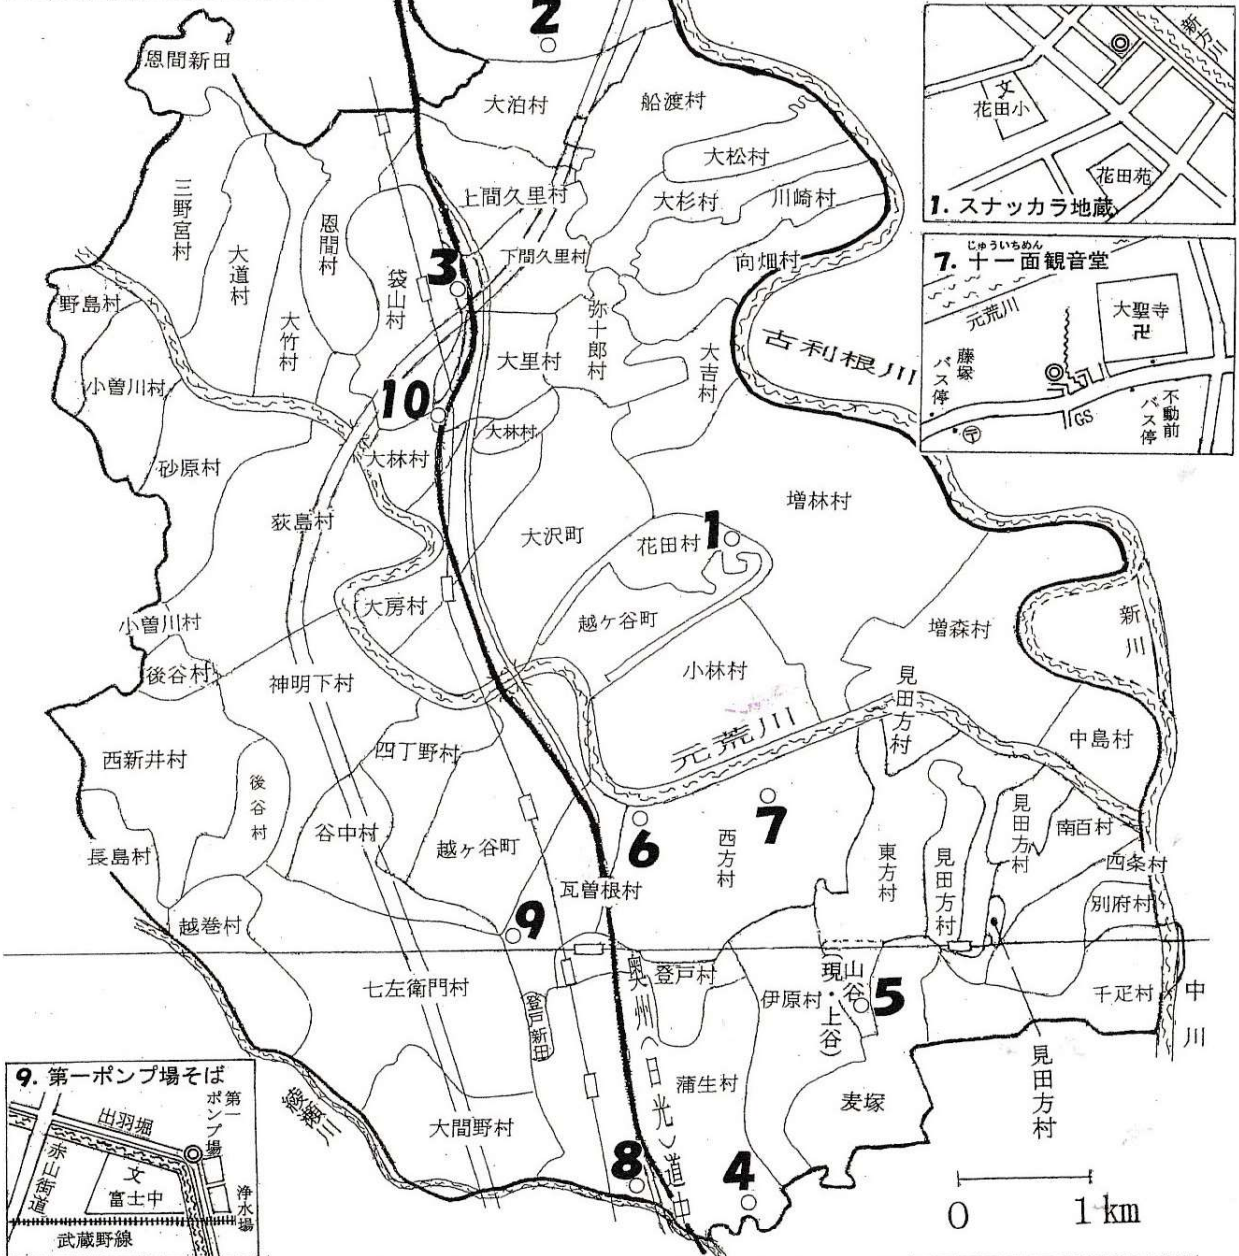 2
恩間新田
大泊村
船渡村
大松村
上間久里村
大杉村
川崎村
三野宮村
大道村
恩間村
袋山村
3
下間久里村
向畑村
野島村
大竹村
大里村
弥十郎村
大吉村
古利根川
小曽川村
10
大林村
大林村
砂原村
荻島村
大沢町
花田村
1
増林村
小曽川村
大房村
越ヶ谷町
増森村
新川
後谷村
神明下村
小林村
見田方村
元荒川
西新井村
四丁野村
中島村
後谷村
谷中村
越ヶ谷町
6
7
西方村
東方村
見田方村
見田方村
南百村
長島村
瓦曽根村
西条村
別府村
越巻村
9
七左衛門村
登戸新田
奥州(日光)道中
登戸村
伊原村
山谷(現・上谷)
5
千疋村
中川
見田方村
蒲生村
麦塚
綾瀬川
大間野村
8
4
0 1km
新方川
文
花田小
花田苑
1. スナッカラ地蔵
じゅういちめん
7. 十一面観音堂
元荒川
大聖寺
卍
藤塚バス停
GS
不動前バス停
〒
9. 第一ポンプ場そば
出羽堀
第一ポンプ場
赤山街道
文
富士中
浄水場
武蔵野線